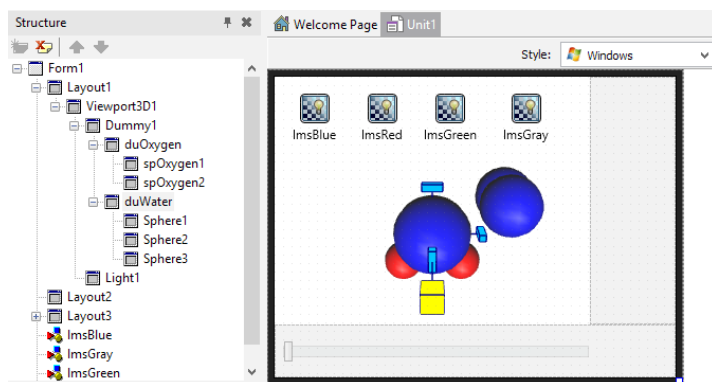 Structure
Form1
Layout1
Viewport3D1
Dummy1
duOxygen
spOxygen1
spOxygen2
duWater
Sphere1
Sphere2
Sphere3
Light1
Layout2
Layout3
lmsBlue
lmsGray
lmsGreen
Welcome Page Unit1
Style: Windows
lmsBlue lmsRed lmsGreen lmsGray